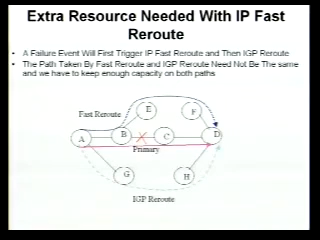 Extra Resource Needed With IP Fast
Reroute
• A Failure Event Will First Trigger IP Fast Reroute and Then IGP Reroute
• The Path Taken By Fast Reroute and IGP Reroute Need Not Be The same
and we have to keep enough capacity on both paths
E
F
Fast Reroute
A
B
C
D
Primary
G
H
IGP Reroute